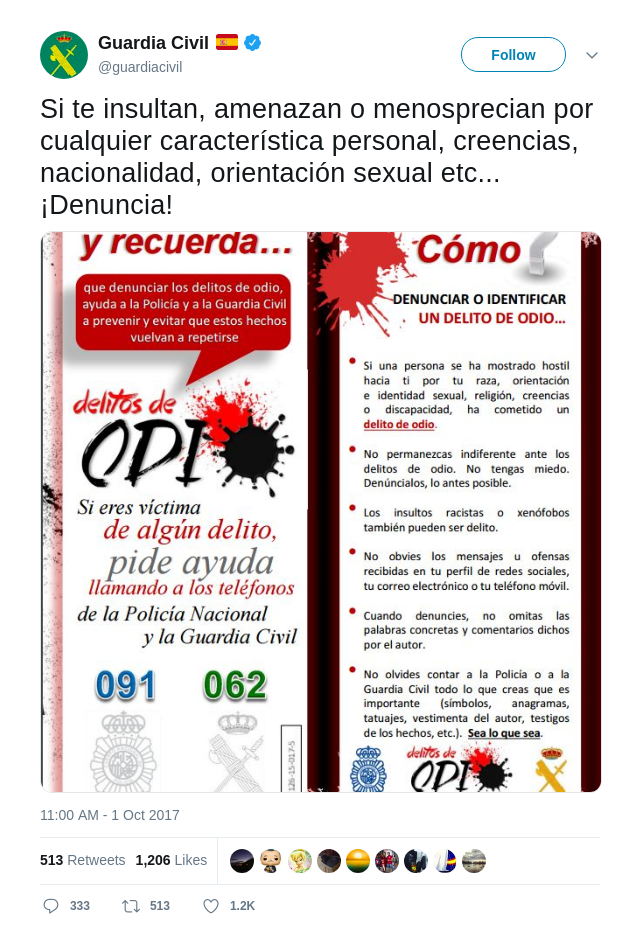 Guardia Civil
@guardiacivil
Follow
Si te insultan, amenazan o menosprecian por
cualquier característica personal, creencias,
nacionalidad, orientación sexual etc...
¡Denuncia!
y recuerda...
que denunciar los delitos de odio,
ayuda a la Policía y a la Guardia Civil
a prevenir y evitar que estos hechos
vuelvan a repetirse
delitos de
ODIO
Si eres víctima
de algún delito,
pide ayuda
llamando a los teléfonos
de la Policía Nacional
y la Guardia Civil
091 062
126-15-017-5
Cómo
DENUNCIAR O IDENTIFICAR
UN DELITO DE ODIO...
• Si una persona se ha mostrado hostil
hacia ti por tu raza, orientación
e identidad sexual, religión, creencias
o discapacidad, ha cometido un
delito de odio.
• No permanezcas indiferente ante los
delitos de odio. No tengas miedo.
Denúncialos, lo antes posible.
• Los insultos racistas o xenófobos
también pueden ser delito.
• No obvies los mensajes u ofensas
recibidas en tu perfil de redes sociales,
tu correo electrónico o tu teléfono móvil.
• Cuando denuncies, no omitas las
palabras concretas y comentarios dichos
por el autor.
• No olvides contar a la Policía o a la
Guardia Civil todo lo que creas que es
importante (símbolos, anagramas,
tatuajes, vestimenta del autor, testigos
de los hechos, etc.). Sea lo que sea.
delitos de
ODIO
11:00 AM - 1 Oct 2017
513 Retweets 1,206 Likes
333 513 1.2K